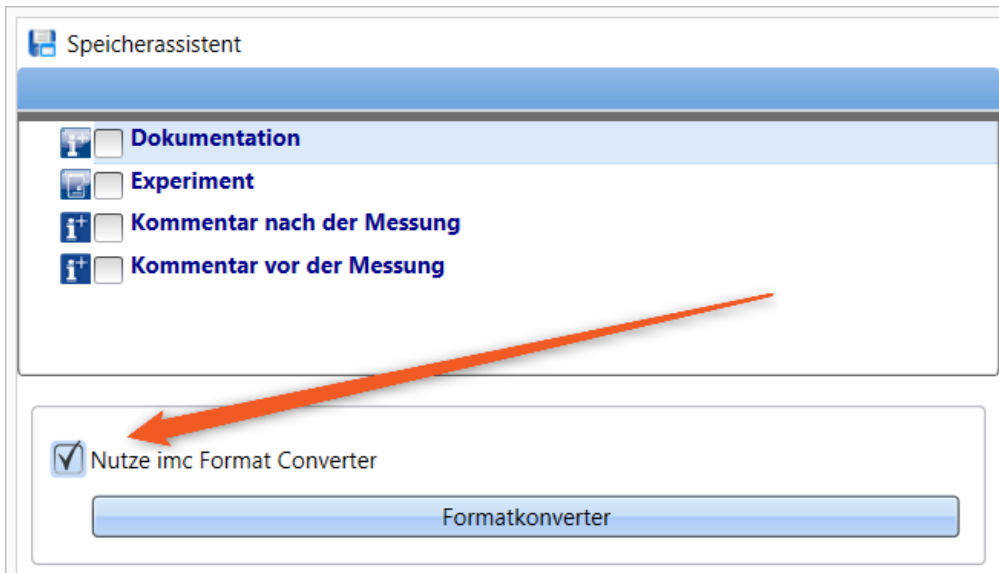 Speicherassistent
Dokumentation
Experiment
Kommentar nach der Messung
Kommentar vor der Messung
Nutze imc Format Converter
Formatkonverter